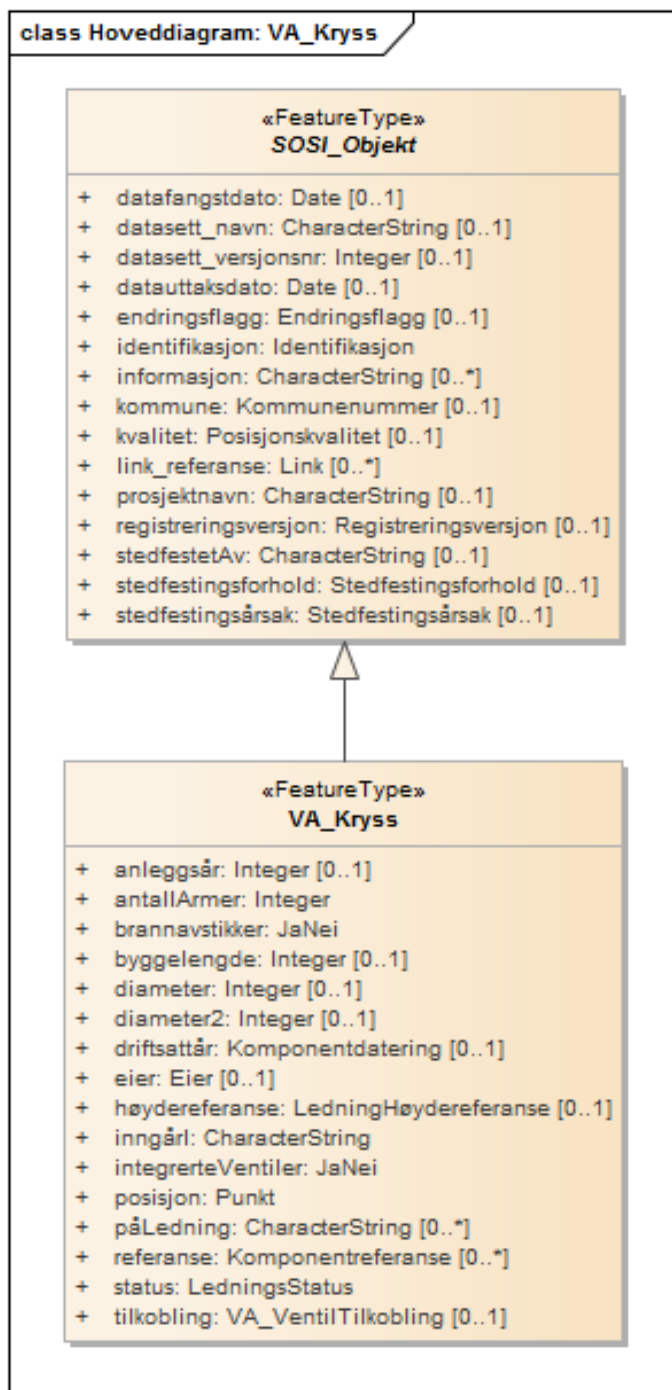 class Hoveddiagram: VA_Kryss
«FeatureType»
SOSI_Objekt
+ datafangstdato: Date [0..1]
+ datasett_navn: CharacterString [0..1]
+ datasett_versjonsnr: Integer [0..1]
+ datauttaksdato: Date [0..1]
+ endringsflagg: Endringsflagg [0..1]
+ identifikasjon: Identifikasjon
+ informasjon: CharacterString [0..*]
+ kommune: Kommunenummer [0..1]
+ kvalitet: Posisjonskvalitet [0..1]
+ link_referanse: Link [0..*]
+ prosjektnavn: CharacterString [0..1]
+ registreringsversjon: Registreringsversjon [0..1]
+ stedfestetAv: CharacterString [0..1]
+ stedfestingsforhold: Stedfestingsforhold [0..1]
+ stedfestingsårsak: Stedfestingsårsak [0..1]
«FeatureType»
VA_Kryss
+ anleggsår: Integer [0..1]
+ antallArmer: Integer
+ brannavstikker: JaNei
+ byggelengde: Integer [0..1]
+ diameter: Integer [0..1]
+ diameter2: Integer [0..1]
+ driftsattår: Komponentdatering [0..1]
+ eier: Eier [0..1]
+ høydereferanse: LedningHøydereferanse [0..1]
+ inngårI: CharacterString
+ integrerteVentiler: JaNei
+ posisjon: Punkt
+ påLedning: CharacterString [0..*]
+ referanse: Komponentreferanse [0..*]
+ status: LedningsStatus
+ tilkobling: VA_VentilTilkobling [0..1]